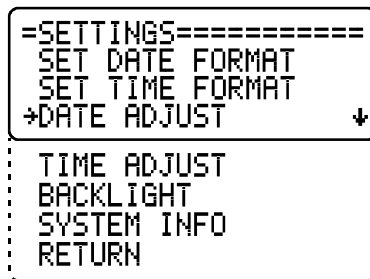 =SETTINGS===========
SET DATE FORMAT
SET TIME FORMAT
→DATE ADJUST ↓
TIME ADJUST
BACKLIGHT
SYSTEM INFO
RETURN